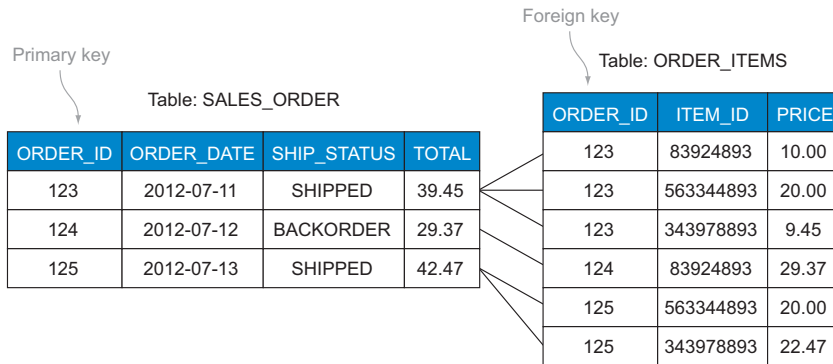 Foreign key
Primary key
Table: ORDER_ITEMS
Table: SALES_ORDER
ORDER_ID ORDER_DATE SHIP_STATUS TOTAL
123 2012-07-11 SHIPPED 39.45
124 2012-07-12 BACKORDER 29.37
125 2012-07-13 SHIPPED 42.47
ORDER_ID ITEM_ID PRICE
123 83924893 10.00
123 563344893 20.00
123 343978893 9.45
124 83924893 29.37
125 563344893 20.00
125 343978893 22.47